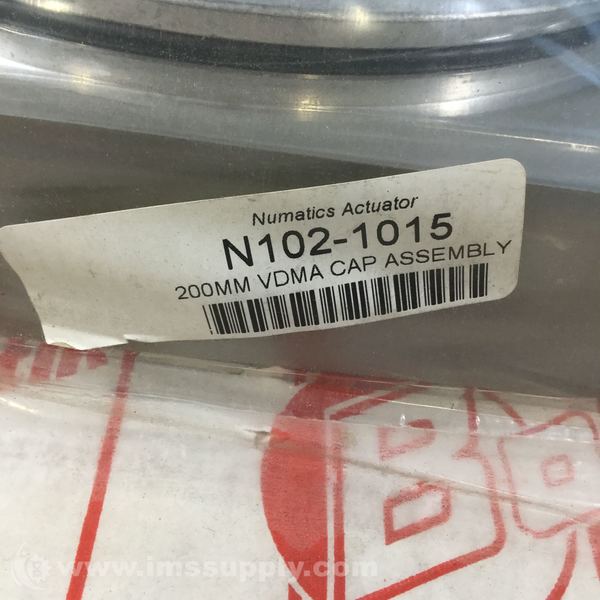 Numatics Actuator
N102-1015
200MM VDMA CAP ASSEMBLY
© www.imssupply.com